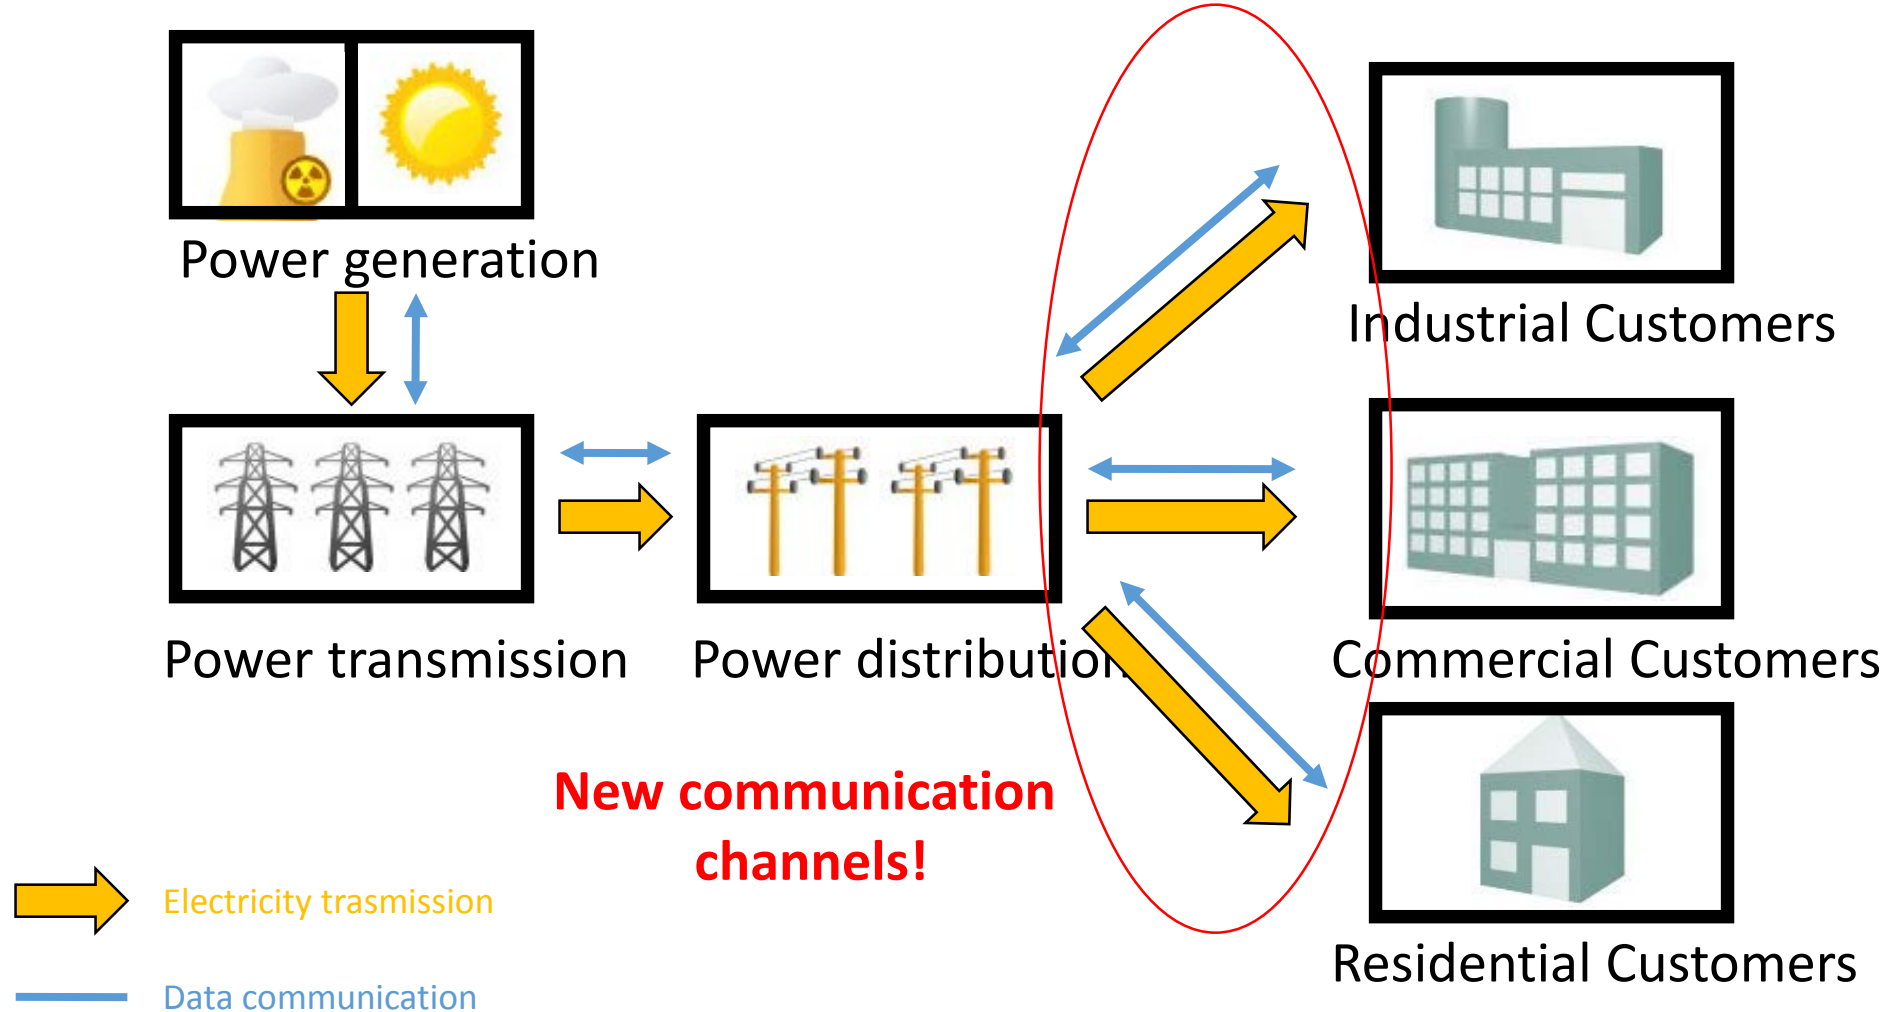 Power generation
Industrial Customers
Power transmission
Power distribution
Commercial Customers
New communication
channels!
Electricity trasmission
Residential Customers
Data communication